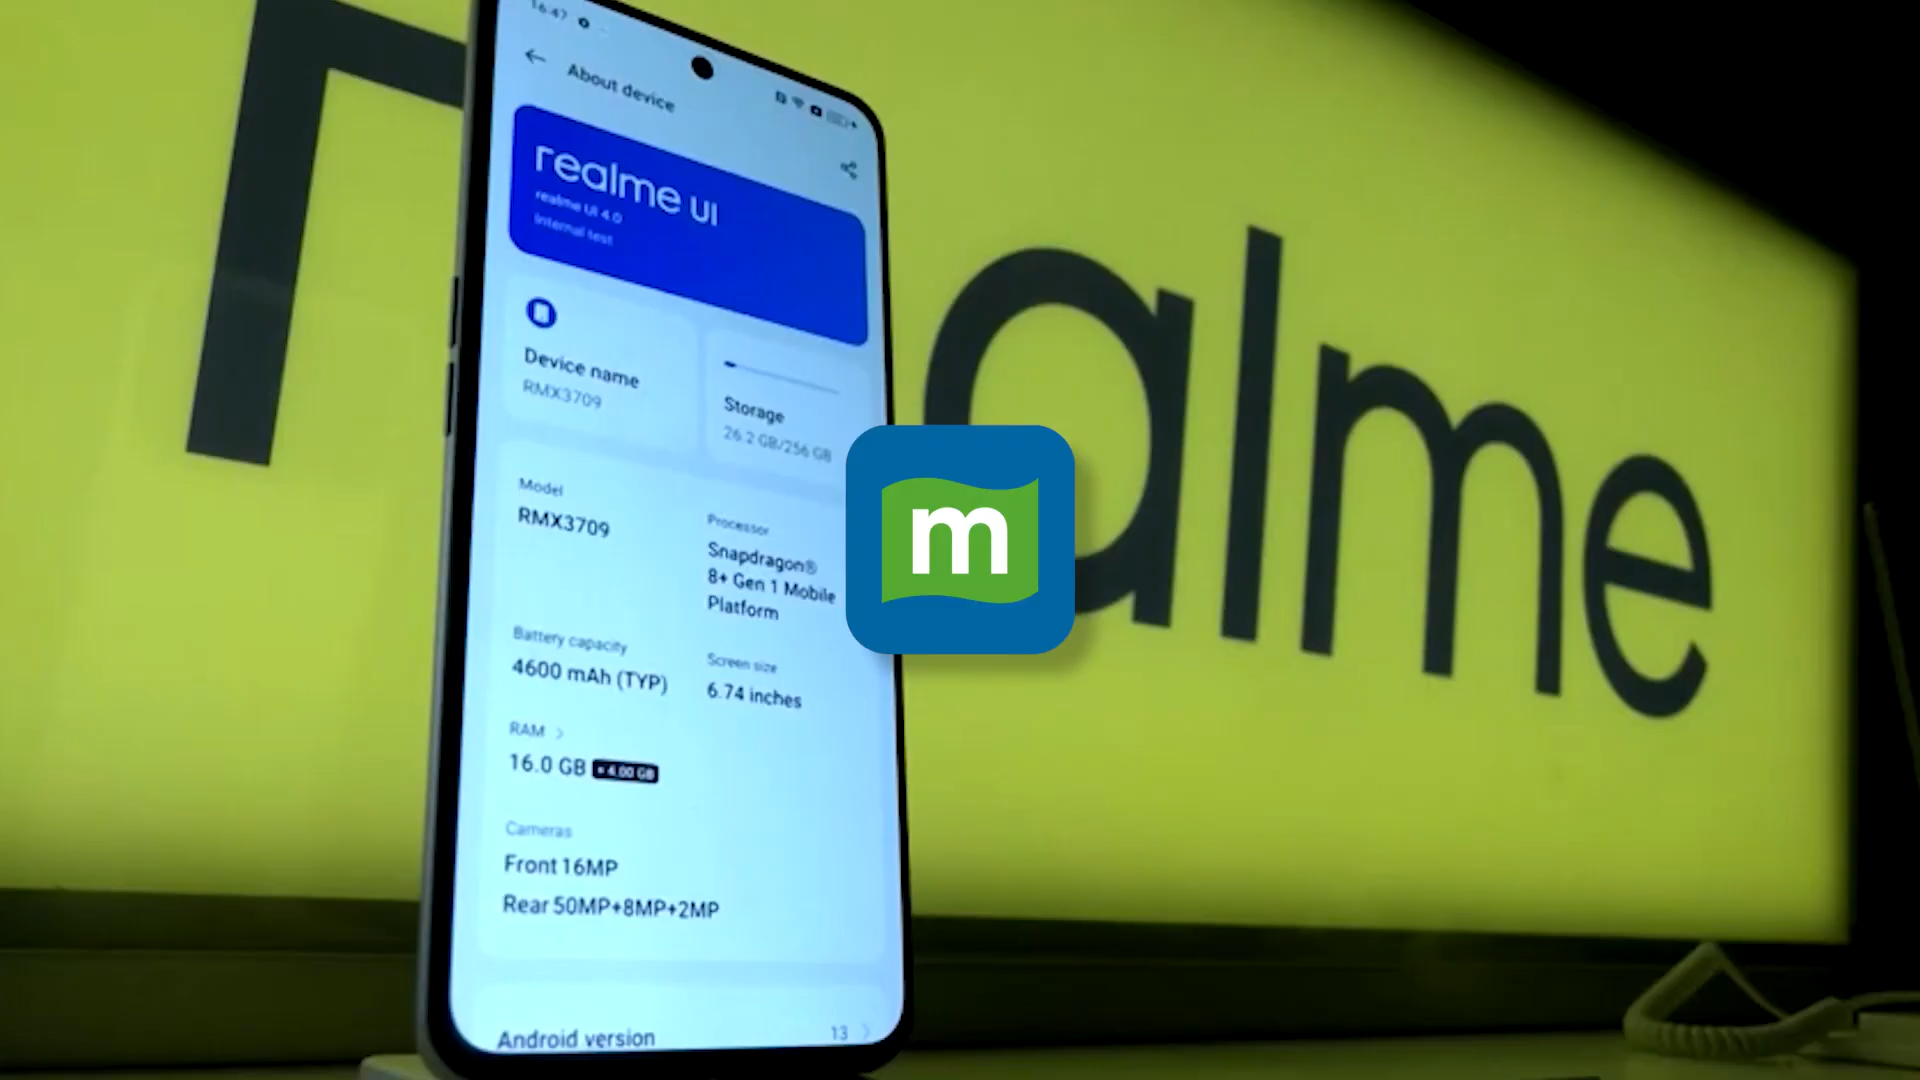 16:47
About device
realme UI
realme UI 4.0
Internal test
Device name
RMX3709
Storage
26.2 GB/256 GB
Model
RMX3709
Processor
Snapdragon®
8+ Gen 1 Mobile
Platform
Battery capacity
4600 mAh (TYP)
Screen size
6.74 inches
RAM
16.0 GB + 4.00 GB
Cameras
Front 16MP
Rear 50MP+8MP+2MP
Android version 13
m
r alme